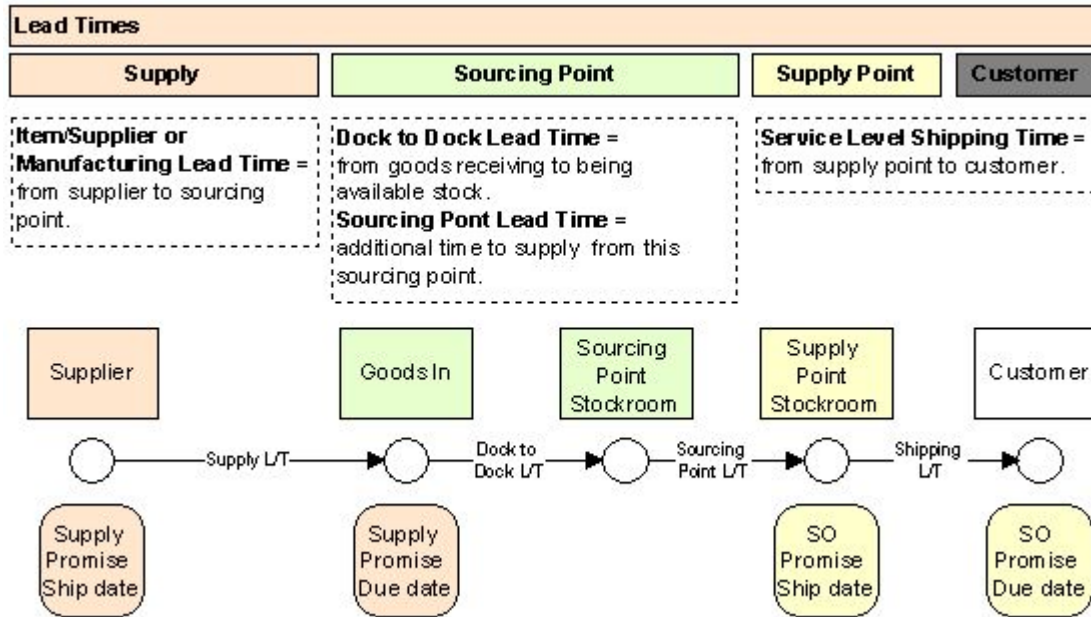 Lead Times
Supply
Sourcing Point
Supply Point
Customer
Item/Supplier or
Manufacturing Lead Time =
from supplier to sourcing
point.
Dock to Dock Lead Time =
from goods receiving to being
available stock.
Sourcing Pont Lead Time =
additional time to supply from this
sourcing point.
Service Level Shipping Time =
from supply point to customer.
Supplier
Goods In
Sourcing
Point
Stockroom
Supply
Point
Stockroom
Customer
Supply L/T
Dock to
Dock L/T
Sourcing
Point L/T
Shipping
L/T
Supply
Promise
Ship date
Supply
Promise
Due date
SO
Promise
Ship date
SO
Promise
Due date